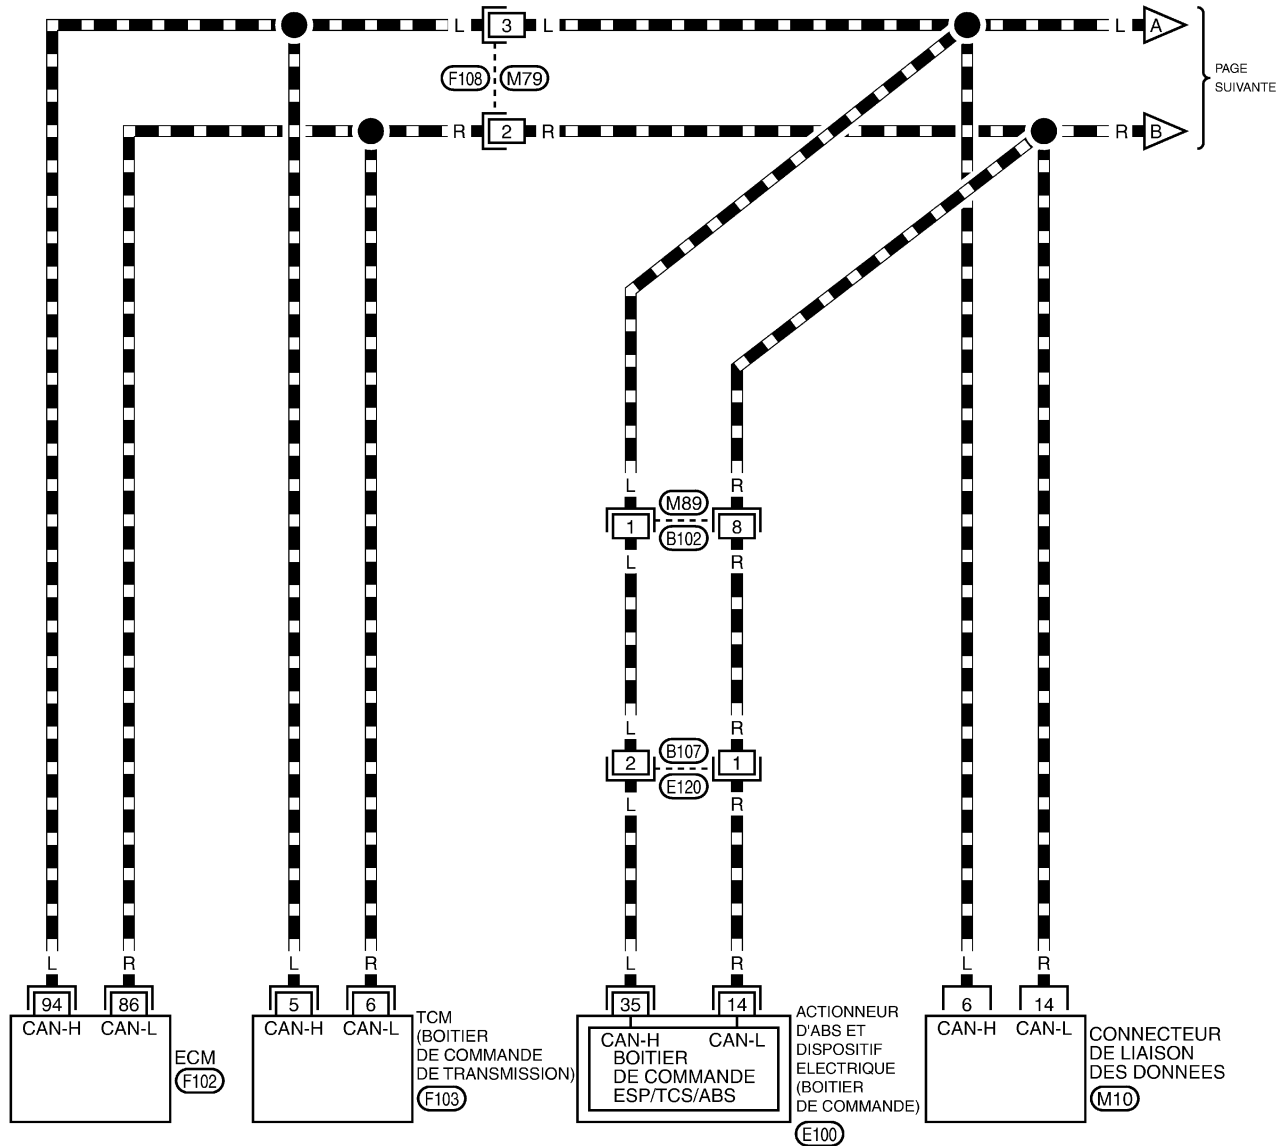 L 3 L L A
F108 M79
PAGE
SUIVANTE
R 2 R R B
L R
M89
1 8
B102
L R
L R
B107
2 1
E120
L R
L R L R L R L R
94 86 5 6 35 14 6 14
CAN-H CAN-L
ECM
F102
CAN-H CAN-L
TCM
(BOITIER
DE COMMANDE
DE TRANSMISSION)
F103
CAN-H CAN-L
BOITIER
DE COMMANDE
ESP/TCS/ABS
ACTIONNEUR
D'ABS ET
DISPOSITIF
ELECTRIQUE
(BOITIER
DE COMMANDE)
E100
CAN-H CAN-L
CONNECTEUR
DE LIAISON
DES DONNEES
M10